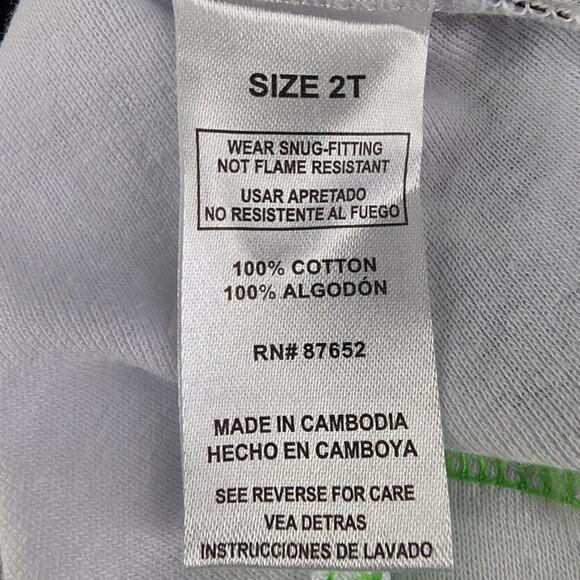 SIZE 2T
WEAR SNUG-FITTING
NOT FLAME RESISTANT
USAR APRETADO
NO RESISTENTE AL FUEGO
100% COTTON
100% ALGODÓN
RN# 87652
MADE IN CAMBODIA
HECHO EN CAMBOYA
SEE REVERSE FOR CARE
VEA DETRAS
INSTRUCCIONES DE LAVADO